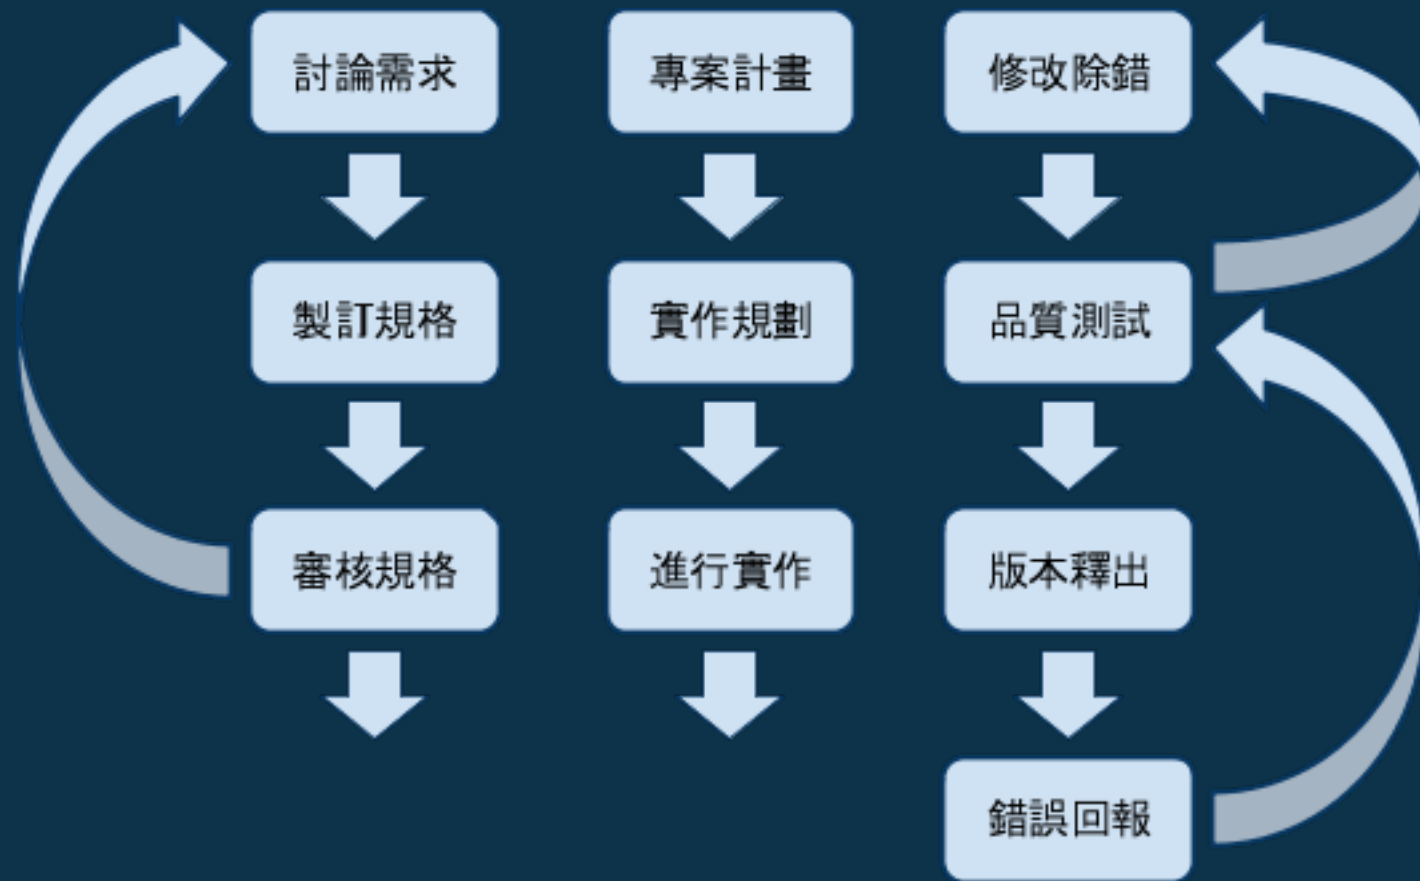 討論需求
製訂規格
審核規格
專案計畫
實作規劃
進行實作
修改除錯
品質測試
版本釋出
錯誤回報